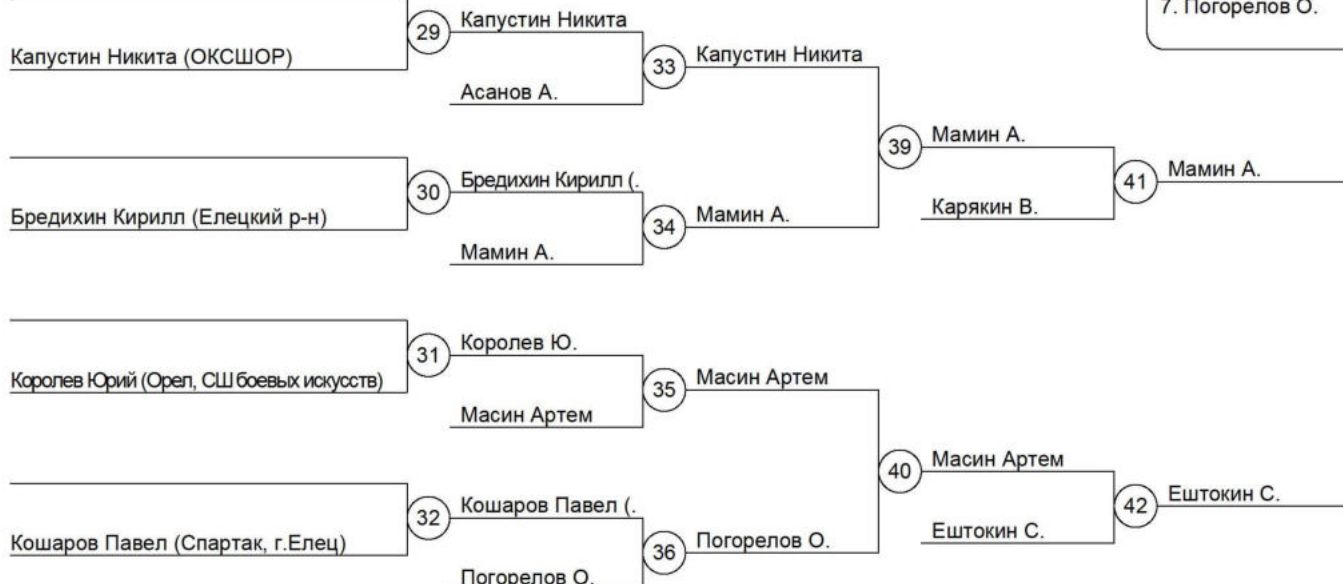 7. Погорелов О.
29
Капустин Никита
Капустин Никита (ОКСШОР)
33
Капустин Никита
Асанов А.
39
Мамин А.
30
Бредихин Кирилл (.
41
Мамин А.
Бредихин Кирилл (Елецкий р-н)
34
Мамин А.
Карякин В.
Мамин А.
31
Королев Ю.
Королев Юрий (Орел, СШ боевых искусств)
35
Масин Артем
Масин Артем
40
Масин Артем
32
Кошаров Павел (.
42
Ештокин С.
Кошаров Павел (Спартак, г.Елец)
36
Погорелов О.
Ештокин С.
Погорелов О.